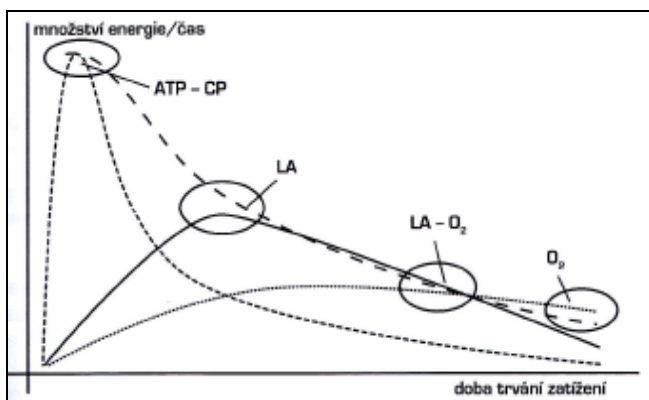 množství energie/čas
ATP – CP
LA
LA – O₂
O₂
doba trvání zatížení